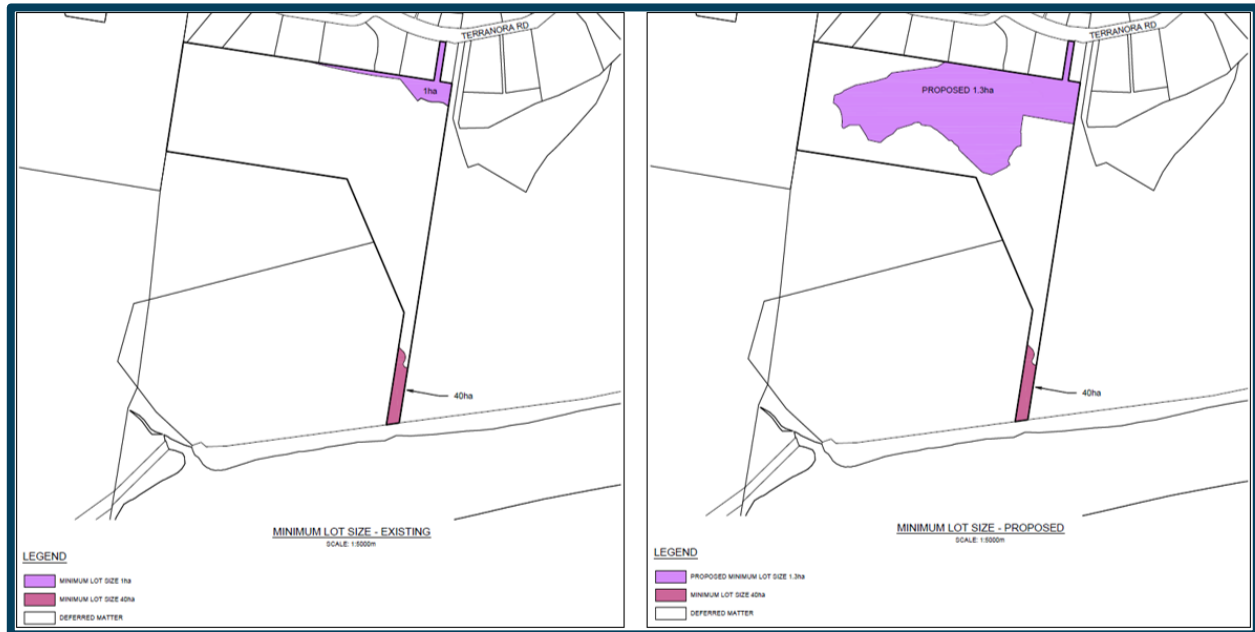 TERRANORA RD
1ha
40ha
MINIMUM LOT SIZE - EXISTING
SCALE: 1:5000m
LEGEND
MINIMUM LOT SIZE 1ha
MINIMUM LOT SIZE 40ha
DEFERRED MATTER
TERRANORA RD
PROPOSED 1.3ha
40ha
MINIMUM LOT SIZE - PROPOSED
SCALE: 1:5000m
LEGEND
PROPOSED MINIMUM LOT SIZE 1.3ha
MINIMUM LOT SIZE 40ha
DEFERRED MATTER